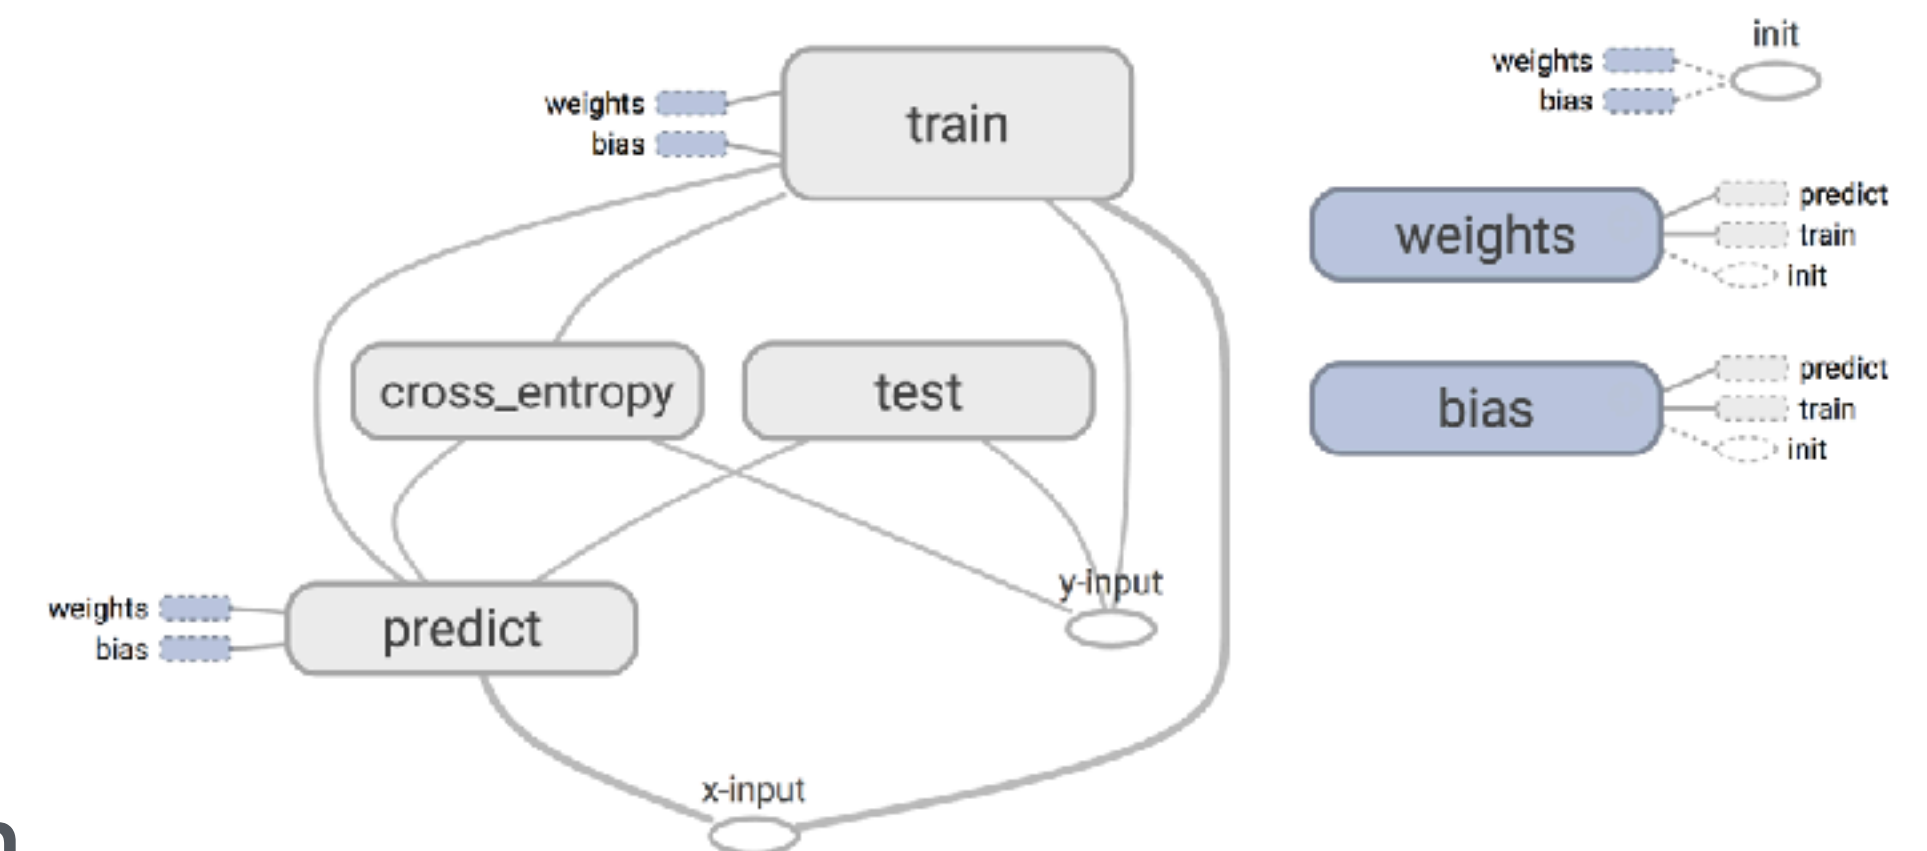 init
weights
bias
weights
bias
train
weights
predict
train
init
cross_entropy
test
bias
predict
train
init
weights
bias
predict
y-input
x-input